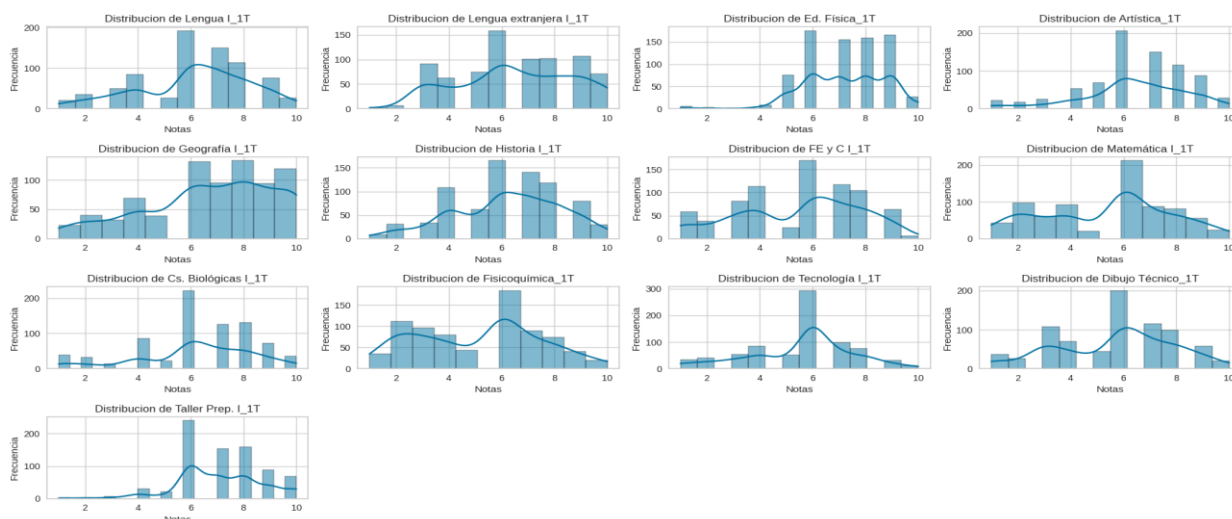 Distribucion de Lengua I_1T
Frecuencia
200
100
0
2 4 6 8 10
Notas
Distribucion de Lengua extranjera I_1T
Frecuencia
150
100
50
0
2 4 6 8 10
Notas
Distribucion de Ed. Física_1T
Frecuencia
150
100
50
0
2 4 6 8 10
Notas
Distribucion de Artística_1T
Frecuencia
200
150
100
50
0
2 4 6 8 10
Notas
Distribucion de Geografía I_1T
Frecuencia
100
50
0
2 4 6 8 10
Notas
Distribucion de Historia I_1T
Frecuencia
150
100
50
0
2 4 6 8 10
Notas
Distribucion de FE y C I_1T
Frecuencia
150
100
50
0
2 4 6 8 10
Notas
Distribucion de Matemática I_1T
Frecuencia
200
100
0
2 4 6 8 10
Notas
Distribucion de Cs. Biológicas I_1T
Frecuencia
200
100
0
2 4 6 8 10
Notas
Distribucion de Fisicoquímica_1T
Frecuencia
150
100
50
0
2 4 6 8 10
Notas
Distribucion de Tecnología I_1T
Frecuencia
300
200
100
0
2 4 6 8 10
Notas
Distribucion de Dibujo Técnico_1T
Frecuencia
200
100
0
2 4 6 8 10
Notas
Distribucion de Taller Prep. I_1T
Frecuencia
200
100
0
2 4 6 8 10
Notas